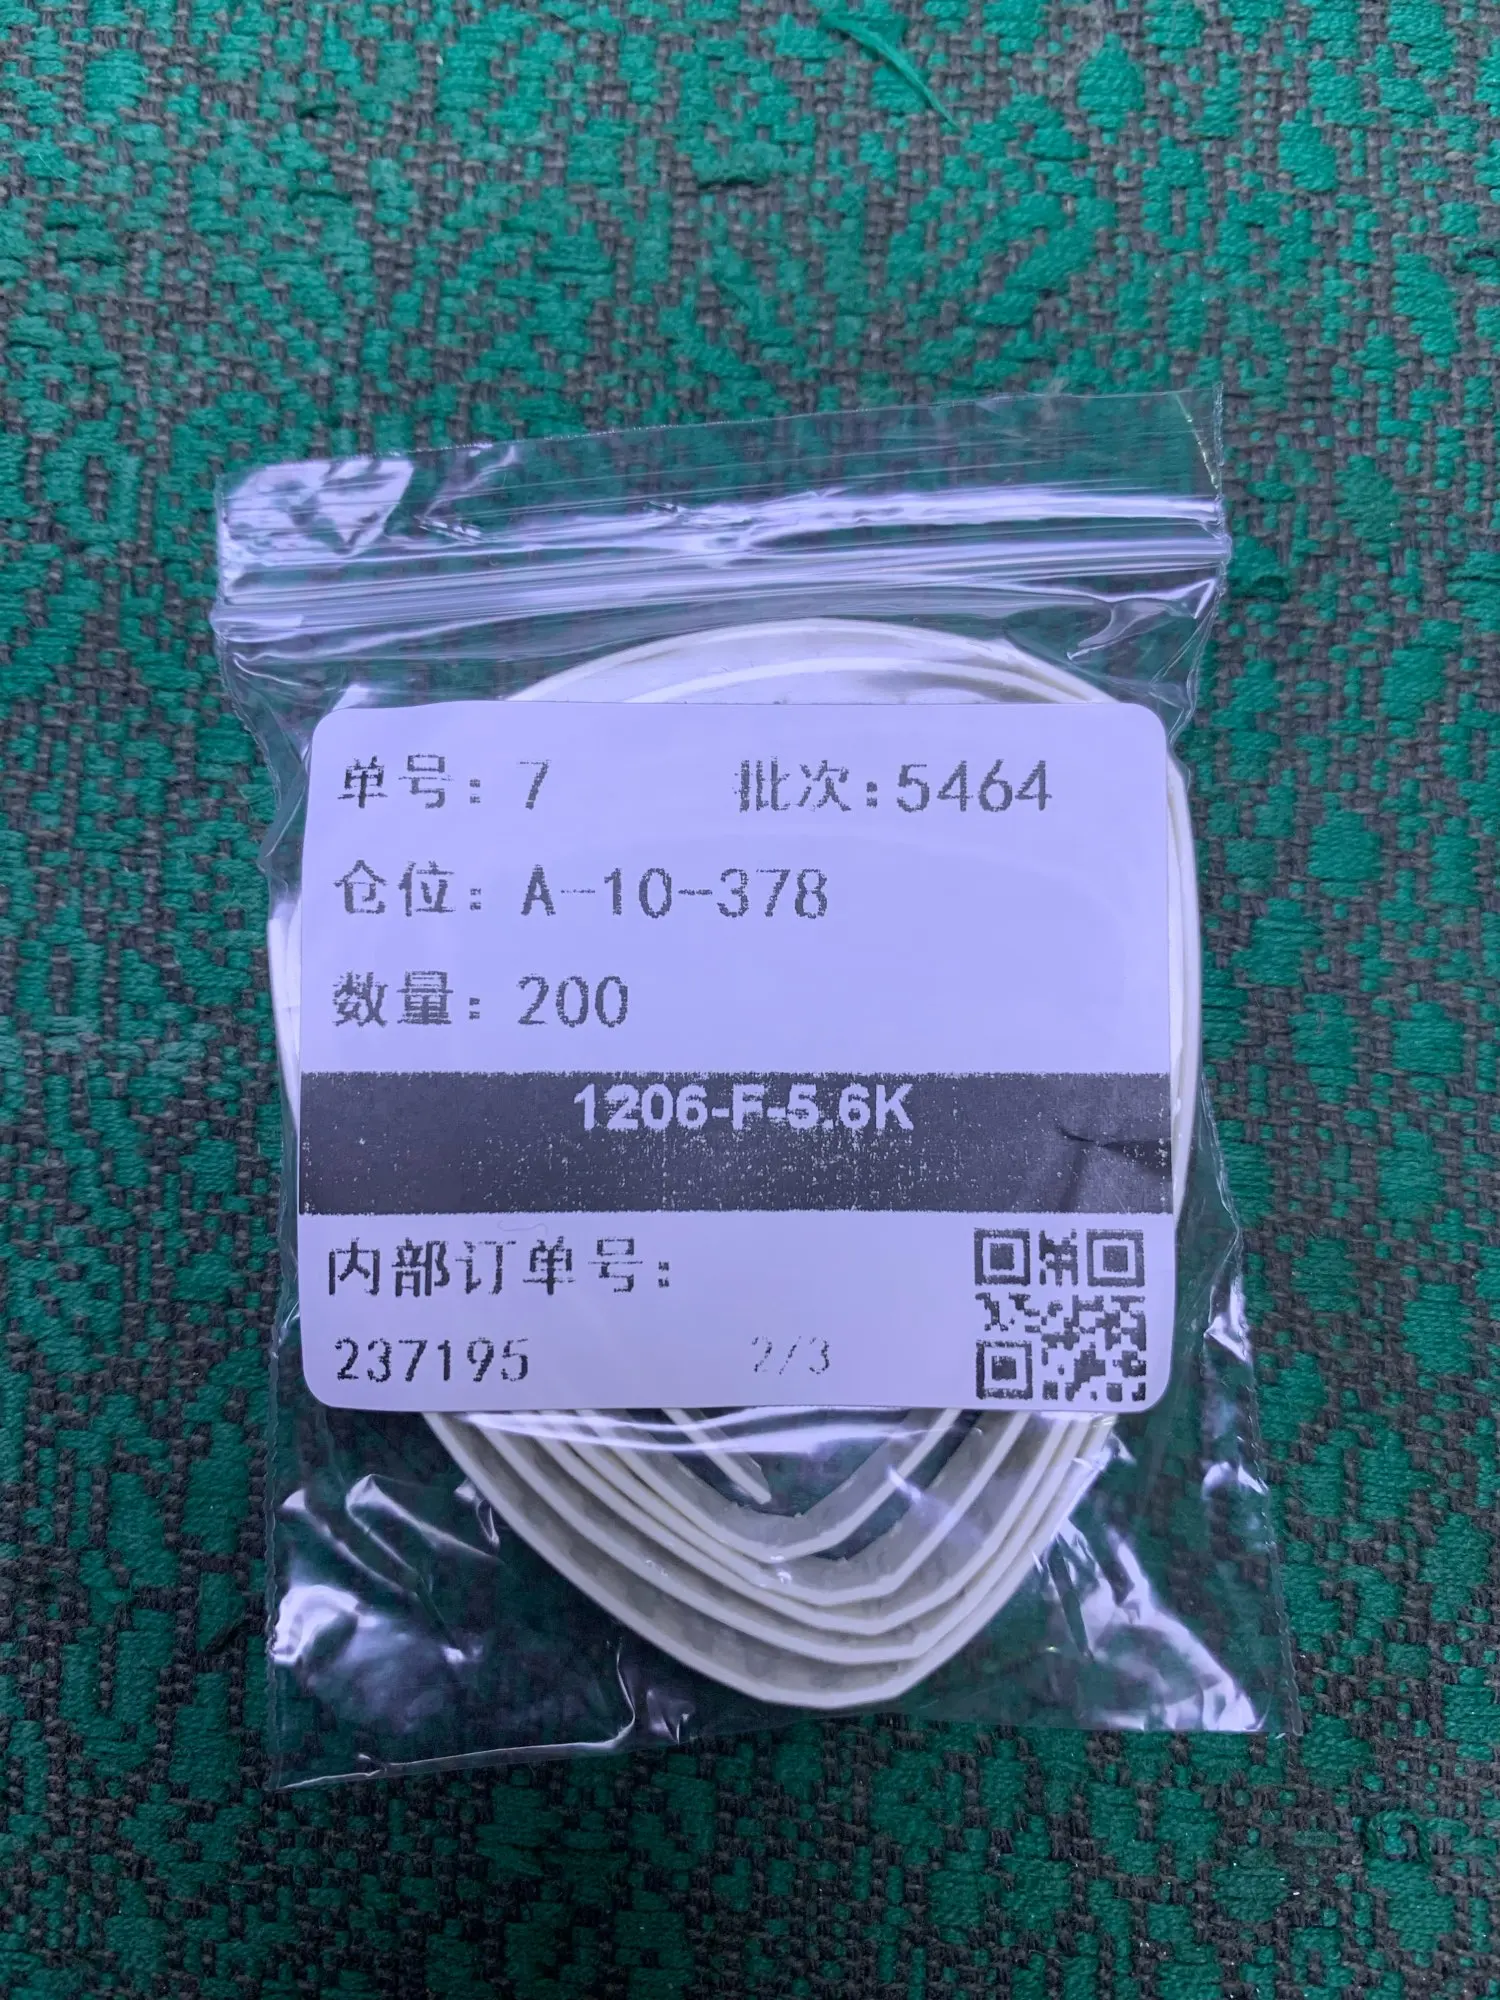 单号: 7 批次:5464
仓位: A-10-378
数量: 200
1206-F-5.6K
内部订单号:
237195 2/3